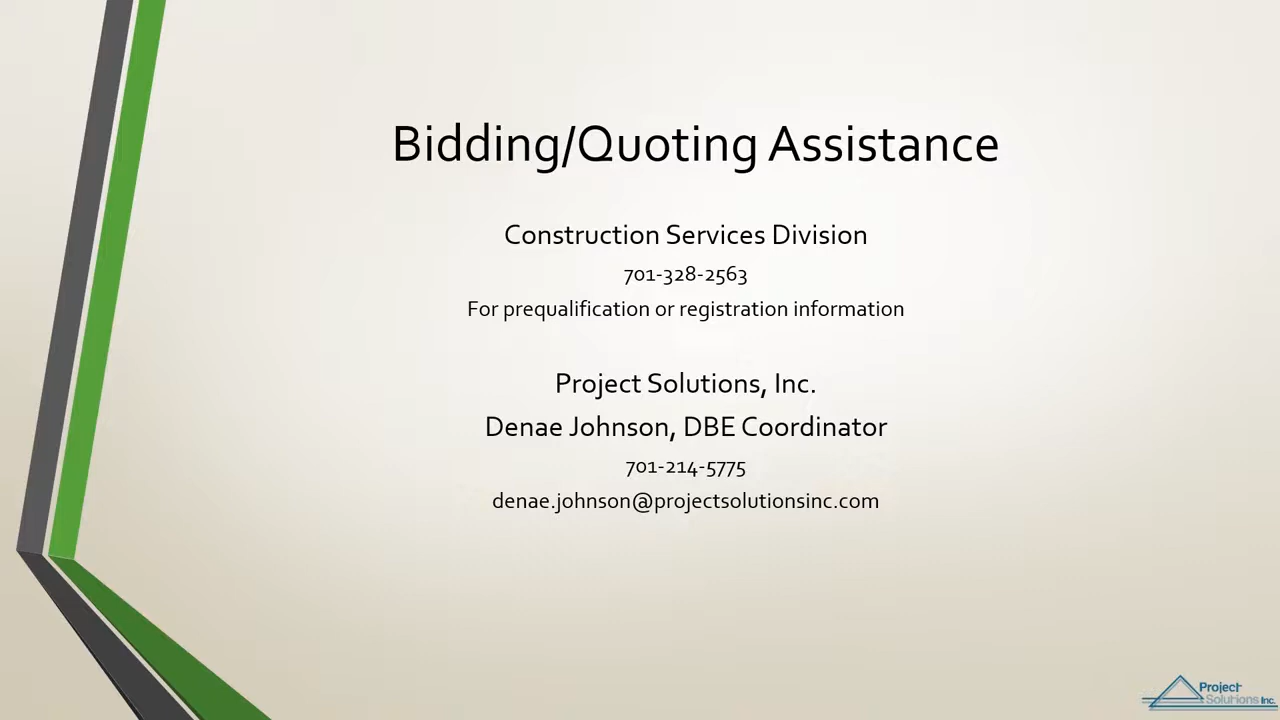 Bidding/Quoting Assistance
Construction Services Division
701-328-2563
For prequalification or registration information
Project Solutions, Inc.
Denae Johnson, DBE Coordinator
701-214-5775
denae.johnson@projectsolutionsinc.com
Project
Solutions Inc.